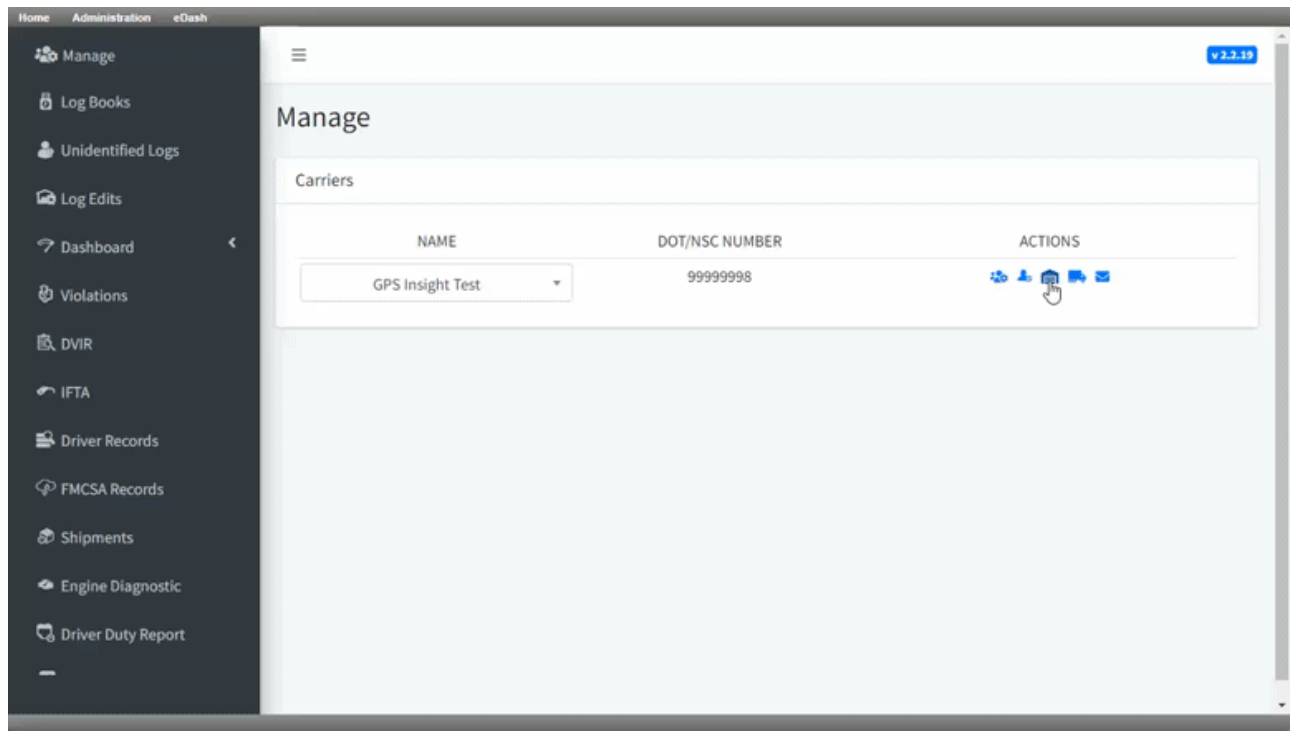 Home Administration eDash
Manage
Log Books
Unidentified Logs
Log Edits
Dashboard
Violations
DVIR
IFTA
Driver Records
FMCSA Records
Shipments
Engine Diagnostic
Driver Duty Report
v 2.2.19
Manage
Carriers
NAME DOT/NSC NUMBER ACTIONS
GPS Insight Test 99999998